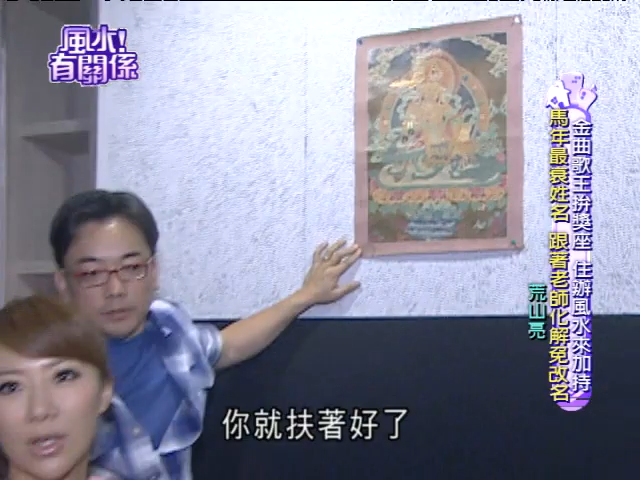 風水!
有關係
金曲歌王拚獎座 住辦風水來加持
馬年最衰姓名 跟著老師化解免改名
荒山亮
你就扶著好了